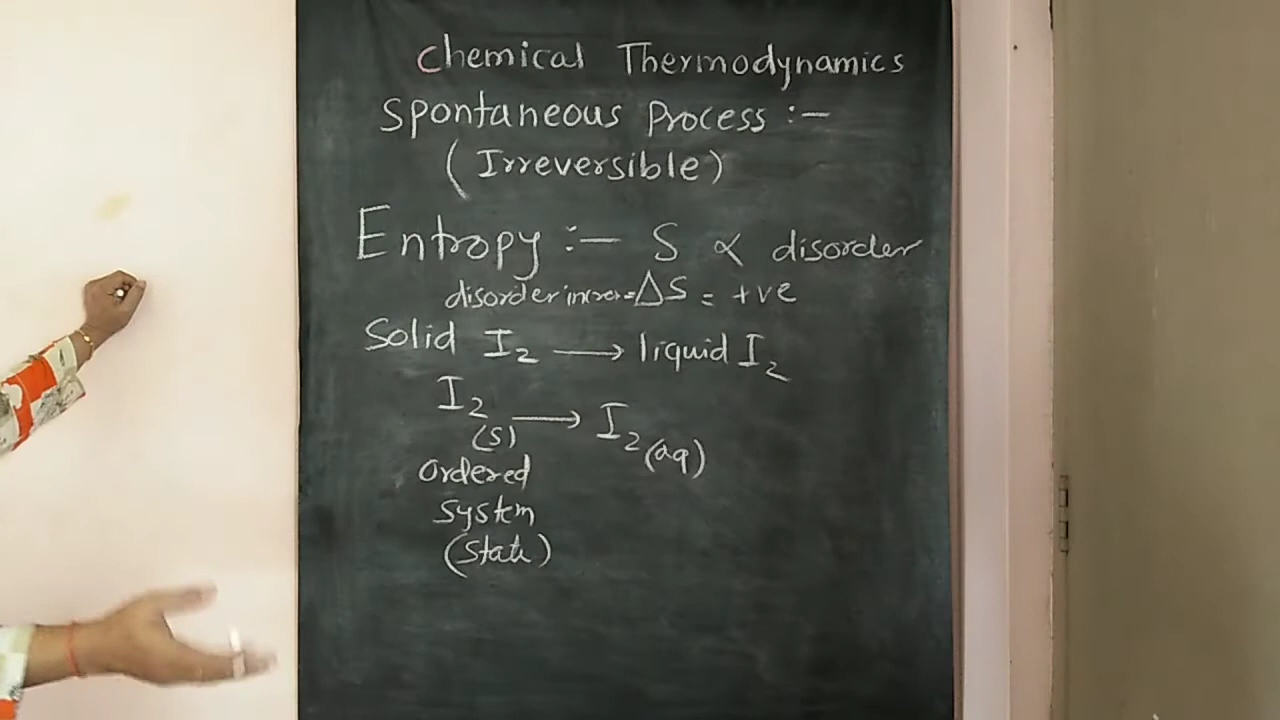 Chemical Thermodynamics
Spontaneous Process :-
(Irreversible)
Entropy :- S ∝ disorder
disorder increa= ΔS = +ve
Solid I₂ ⟶ liquid I₂
I₂(s) ⟶ I₂(aq)
Ordered
System
(State)